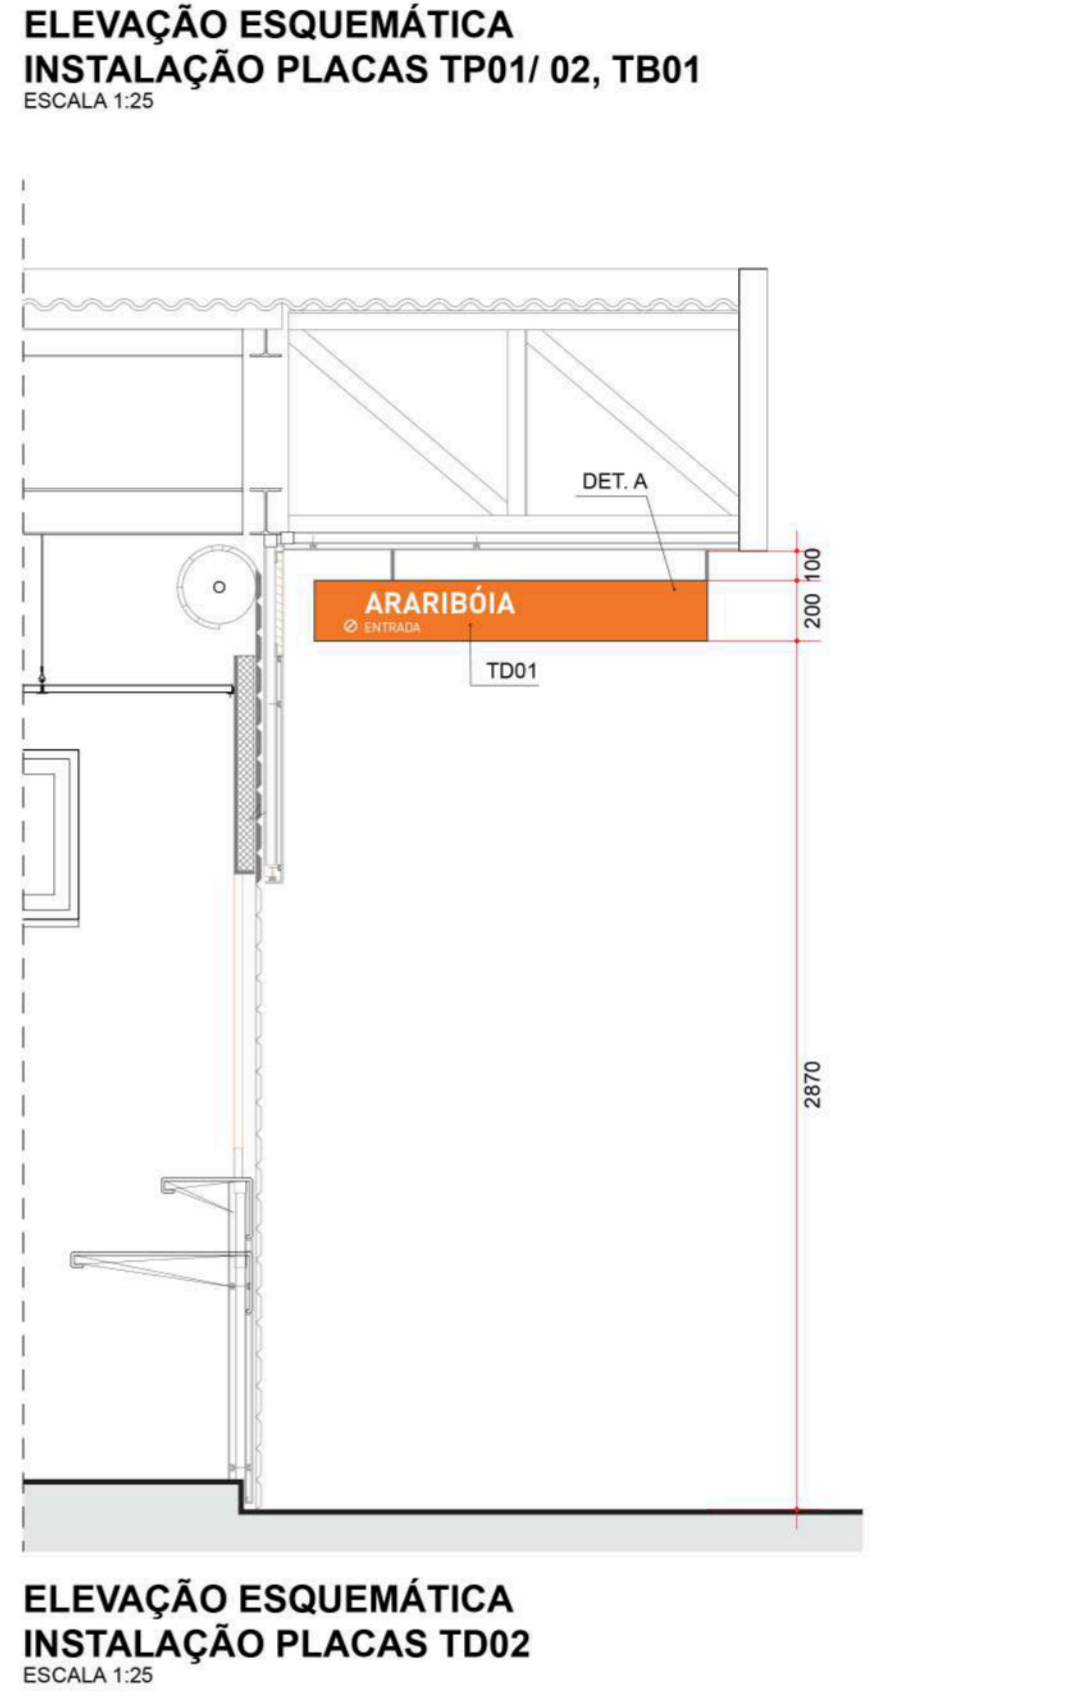 ELEVAÇÃO ESQUEMÁTICA
INSTALAÇÃO PLACAS TP01/ 02, TB01
ESCALA 1:25
DET. A
100
200
ARARIBÓIA
ENTRADA
TD01
2870
ELEVAÇÃO ESQUEMÁTICA
INSTALAÇÃO PLACAS TD02
ESCALA 1:25